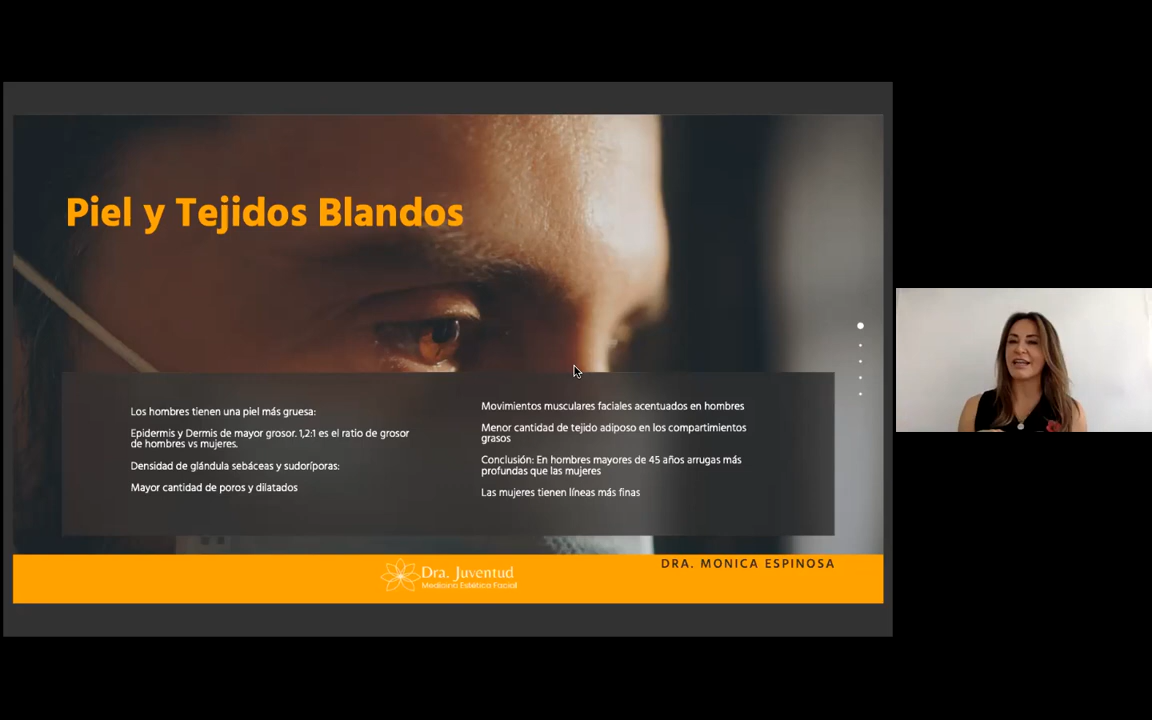 Piel y Tejidos Blandos
Los hombres tienen una piel más gruesa:
Epidermis y Dermis de mayor grosor. 1,2:1 es el ratio de grosor
de hombres vs mujeres.
Densidad de glándula sebáceas y sudoríporas:
Mayor cantidad de poros y dilatados
Movimientos musculares faciales acentuados en hombres
Menor cantidad de tejido adiposo en los compartimientos
grasos
Conclusión: En hombres mayores de 45 años arrugas más
profundas que las mujeres
Las mujeres tienen líneas más finas
Dra. Juventud
Medicina Estética Facial
DRA. MONICA ESPINOSA